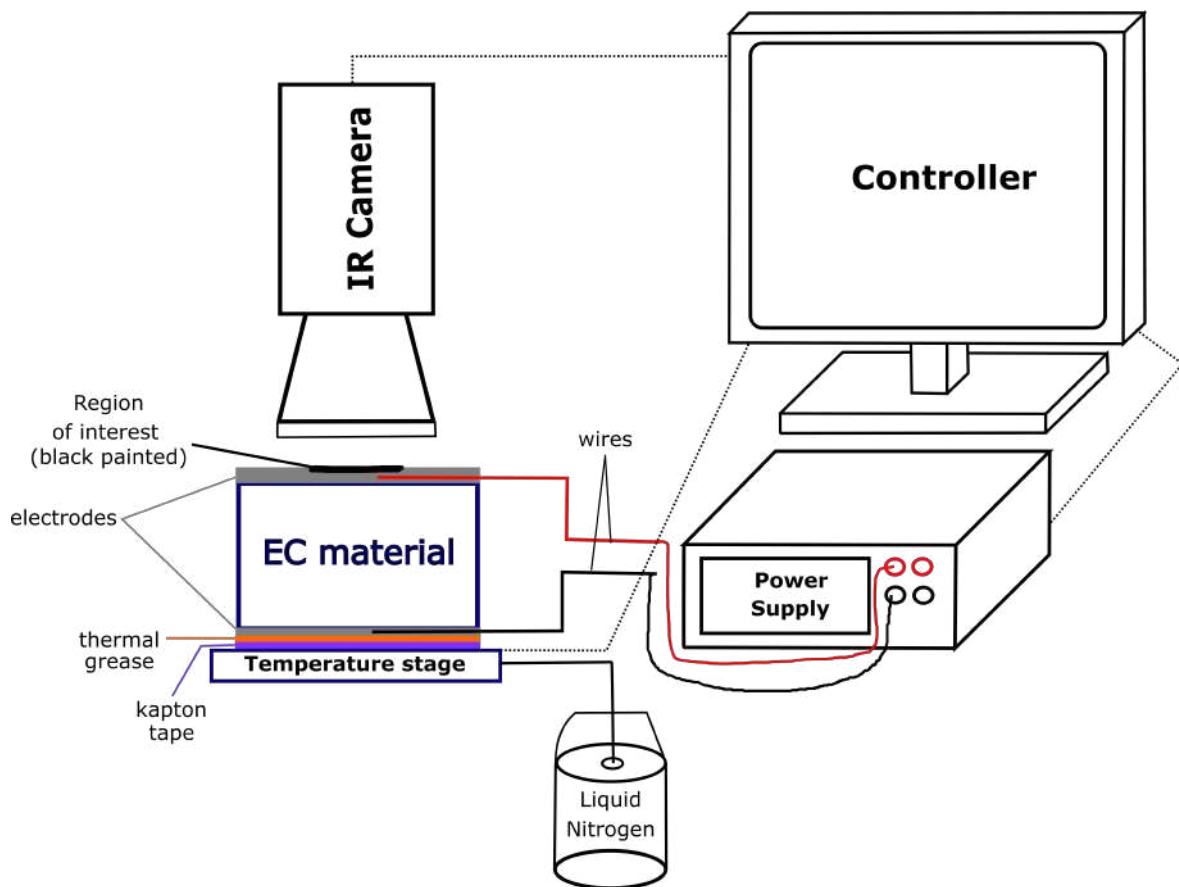 IR Camera
Controller
Region
of interest
(black painted)
wires
electrodes
EC material
Power
Supply
thermal
grease
Temperature stage
kapton
tape
Liquid
Nitrogen